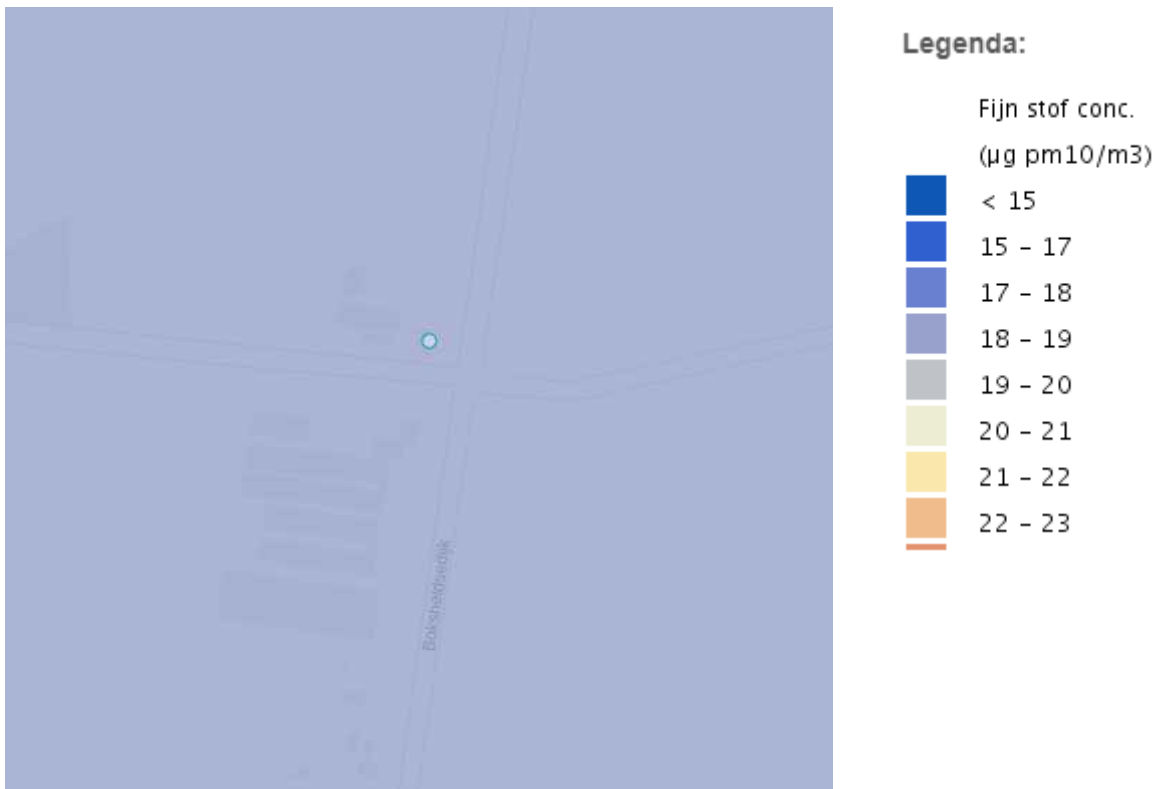 Legenda:
Fijn stof conc.
(µg pm10/m3)
< 15
15 – 17
17 – 18
18 – 19
19 – 20
20 – 21
21 – 22
22 – 23
Boksheidsedijk